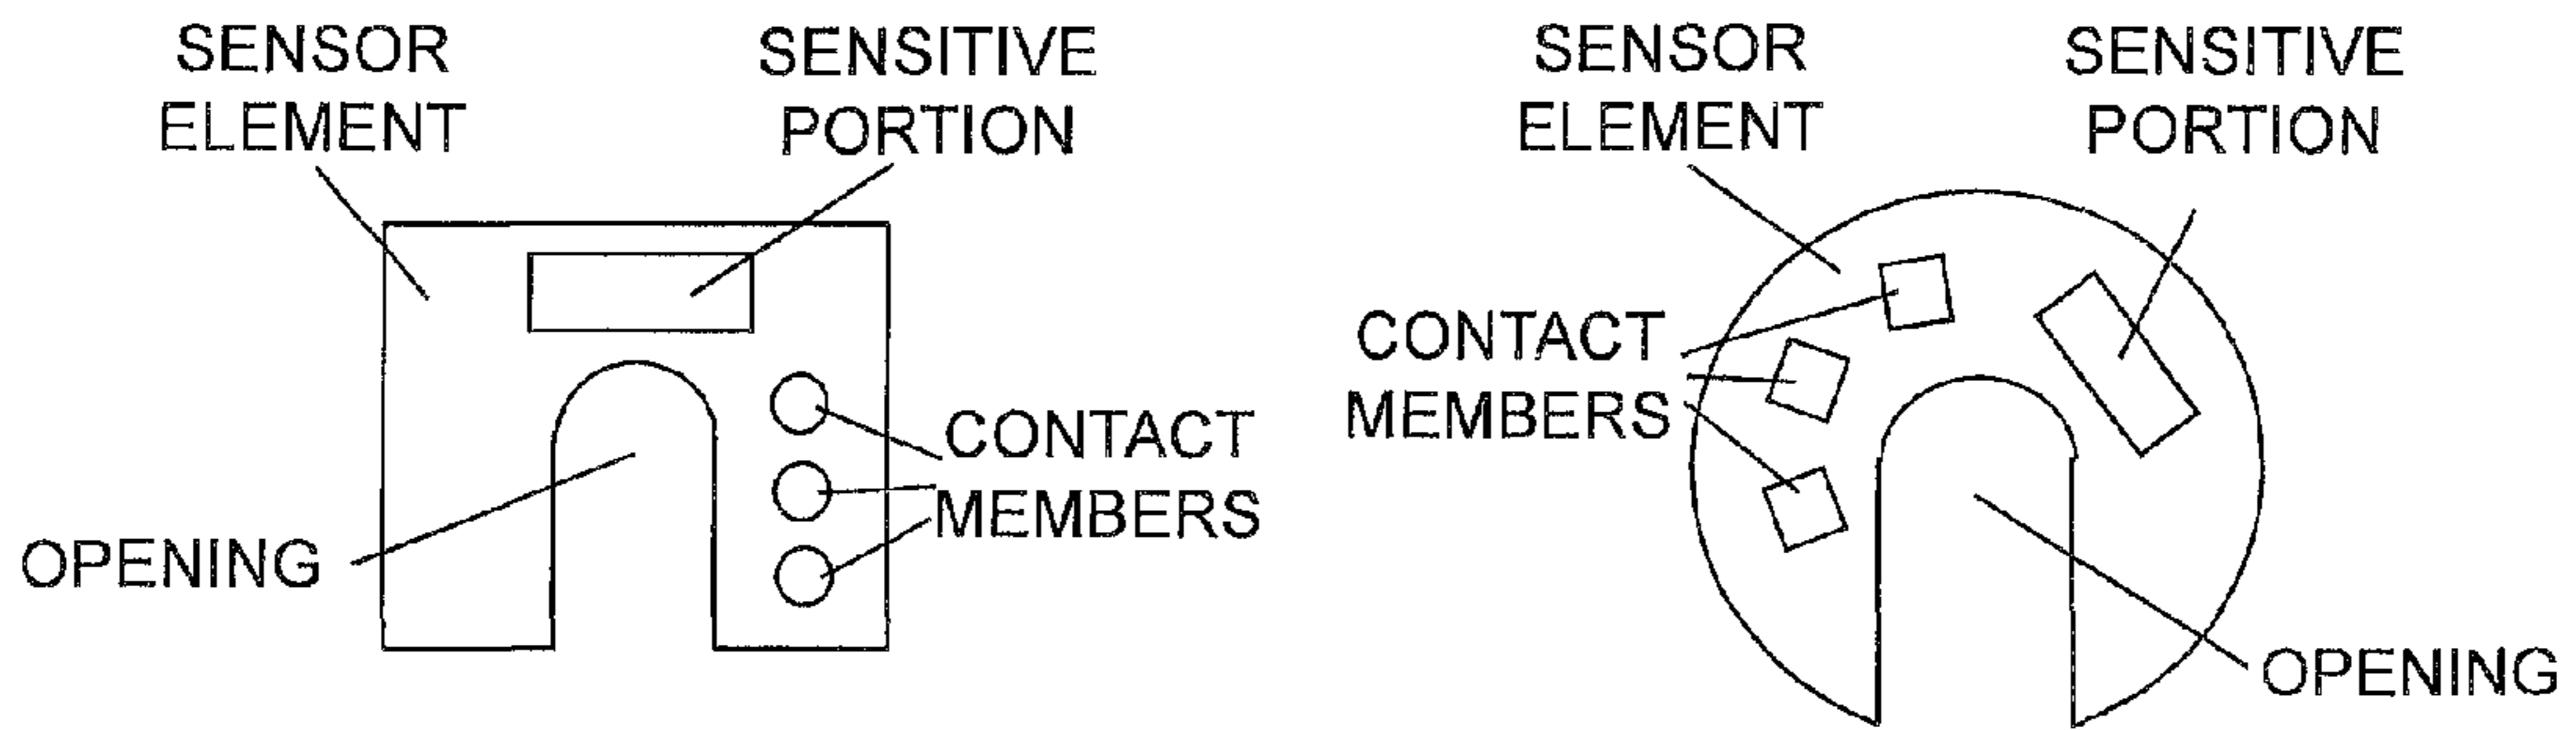 SENSOR
ELEMENT
SENSITIVE
PORTION
CONTACT
MEMBERS
OPENING
SENSOR
ELEMENT
SENSITIVE
PORTION
CONTACT
MEMBERS
OPENING